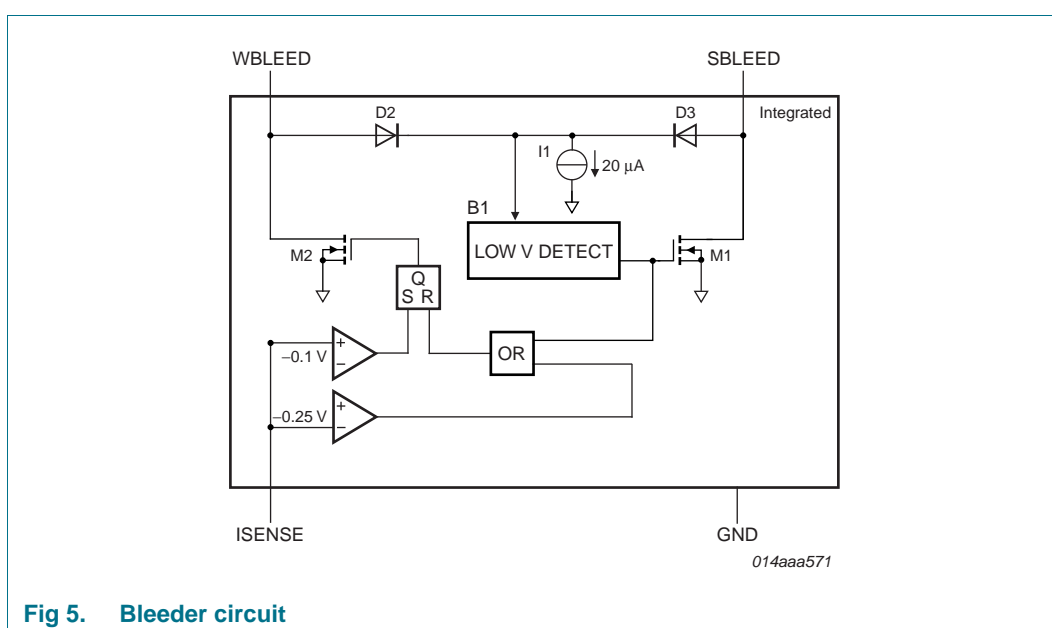 WBLEED
SBLEED
Integrated
D2
D3
I1
20 μA
B1
LOW V DETECT
M2
M1
Q
S R
+
−0.1 V
−
OR
+
−0.25 V
−
ISENSE
GND
014aaa571
Fig 5. Bleeder circuit